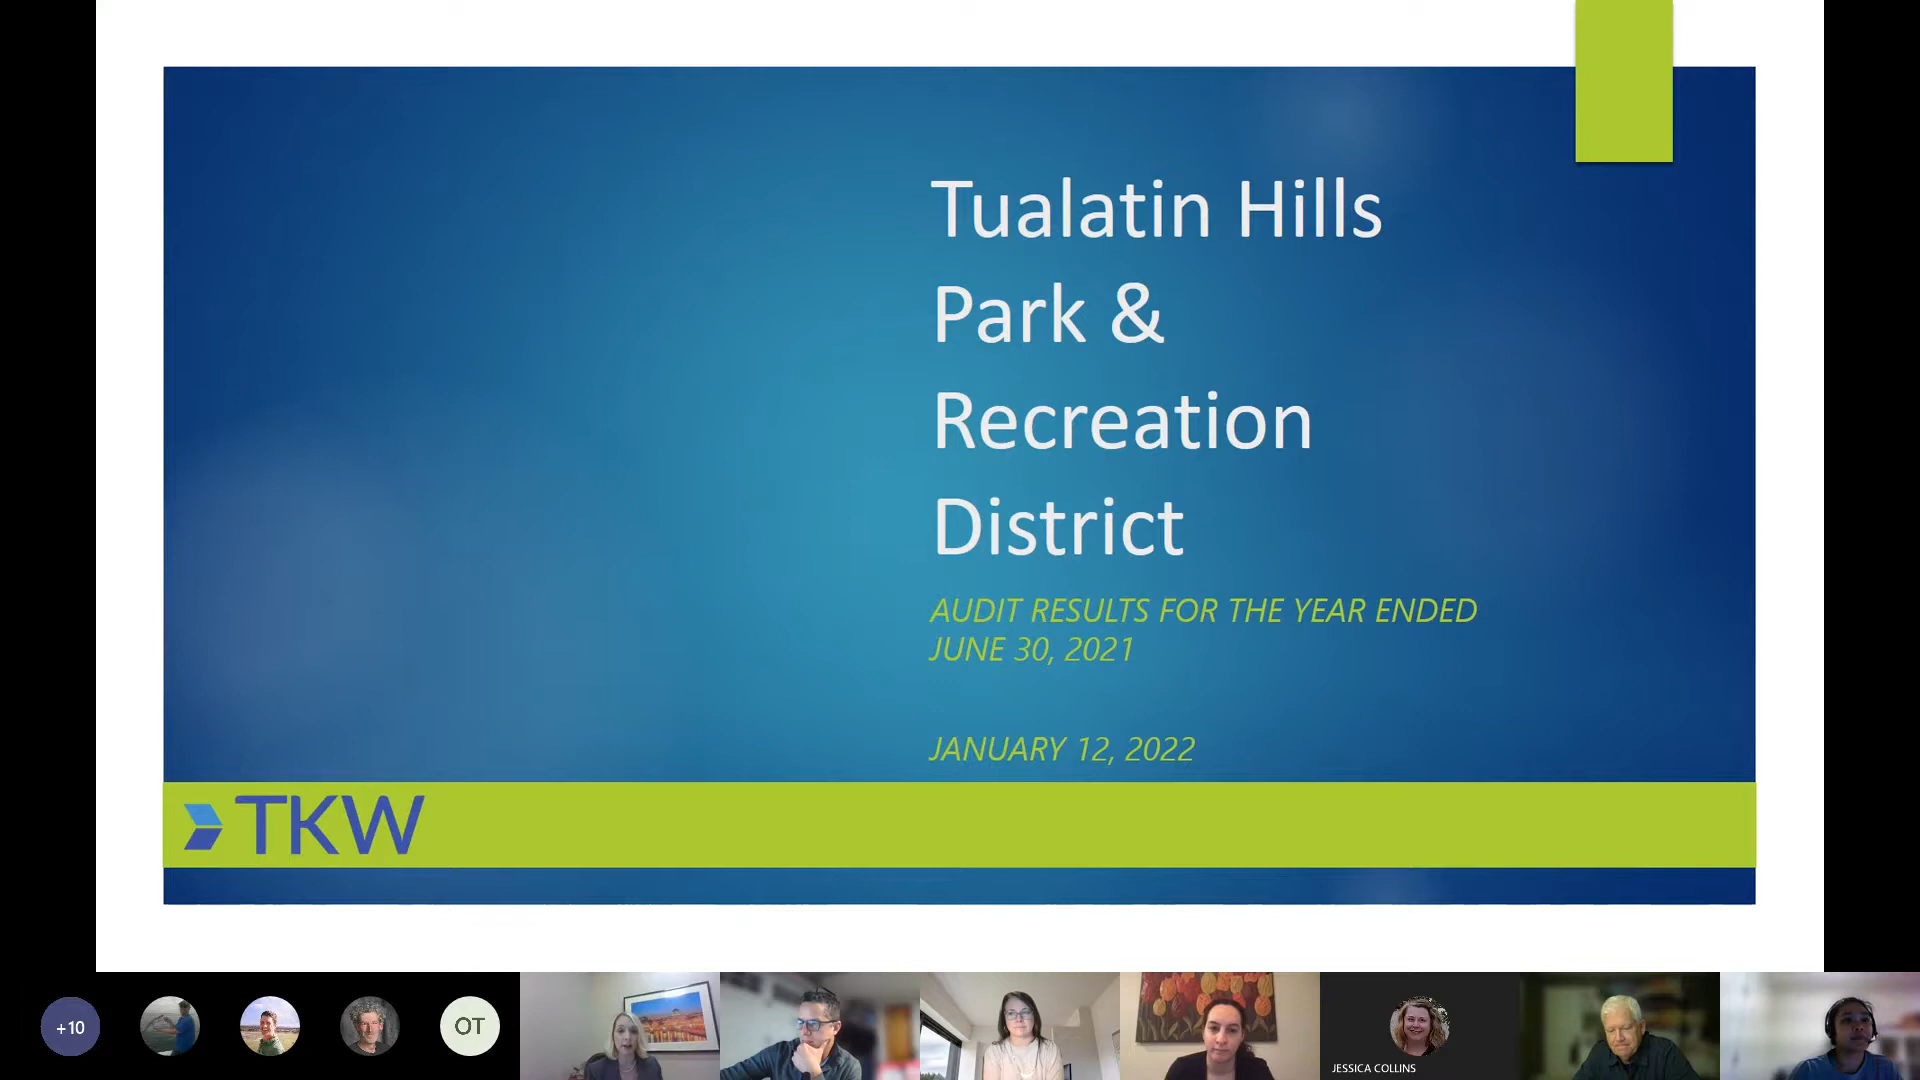 Tualatin Hills
Park &
Recreation
District
AUDIT RESULTS FOR THE YEAR ENDED
JUNE 30, 2021
JANUARY 12, 2022
TKW
+10
OT
JESSICA COLLINS